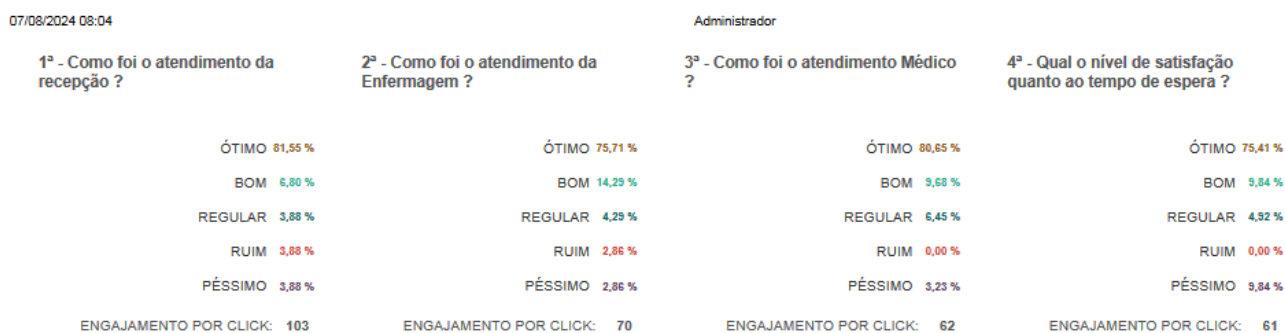 07/08/2024 08:04 Administrador
1ª - Como foi o atendimento da
recepção ?
2ª - Como foi o atendimento da
Enfermagem ?
3ª - Como foi o atendimento Médico
?
4ª - Qual o nível de satisfação
quanto ao tempo de espera ?
ÓTIMO 81,55 % ÓTIMO 75,71 % ÓTIMO 80,65 % ÓTIMO 75,41 %
BOM 6,80 % BOM 14,29 % BOM 9,68 % BOM 9,84 %
REGULAR 3,88 % REGULAR 4,29 % REGULAR 6,45 % REGULAR 4,92 %
RUIM 3,88 % RUIM 2,86 % RUIM 0,00 % RUIM 0,00 %
PÉSSIMO 3,88 % PÉSSIMO 2,86 % PÉSSIMO 3,23 % PÉSSIMO 9,84 %
ENGAJAMENTO POR CLICK: 103 ENGAJAMENTO POR CLICK: 70 ENGAJAMENTO POR CLICK: 62 ENGAJAMENTO POR CLICK: 61